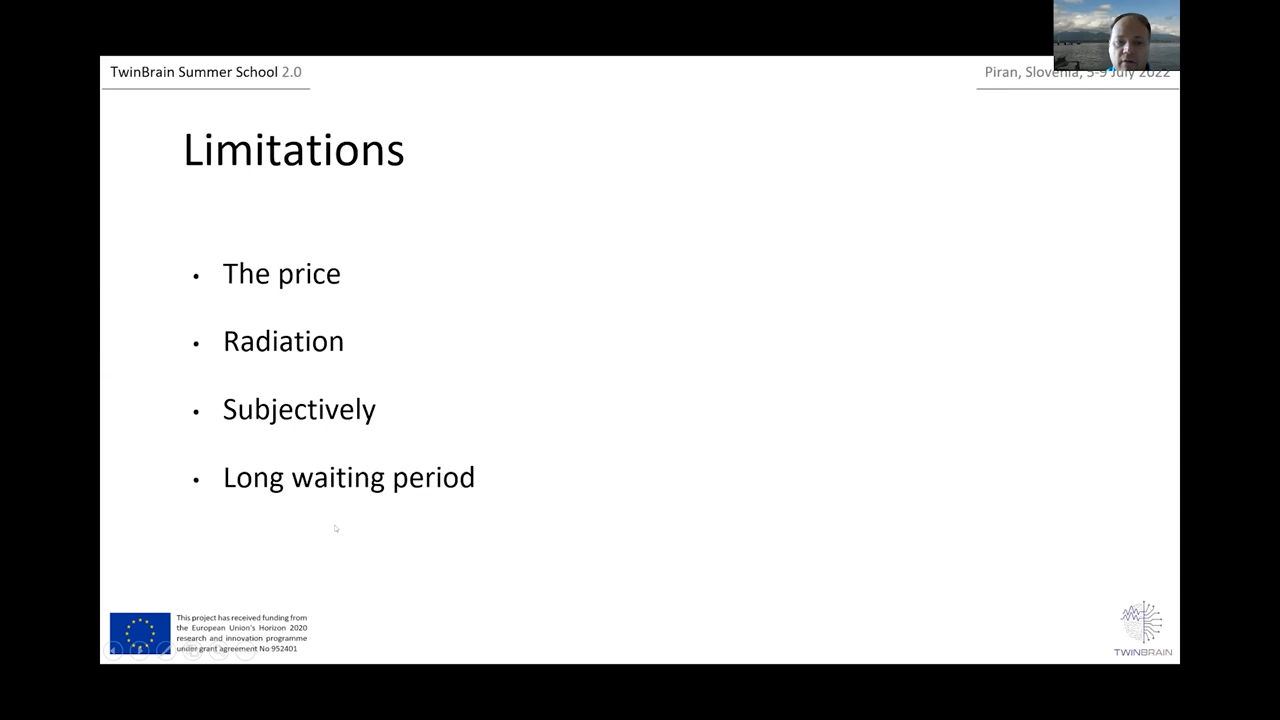 TwinBrain Summer School 2.0
Piran, Slovenia, 5-9 July 2022
Limitations
• The price
• Radiation
• Subjectively
• Long waiting period
This project has received funding from
the European Union's Horizon 2020
research and innovation programme
under grant agreement No 952401
TWINBRAIN